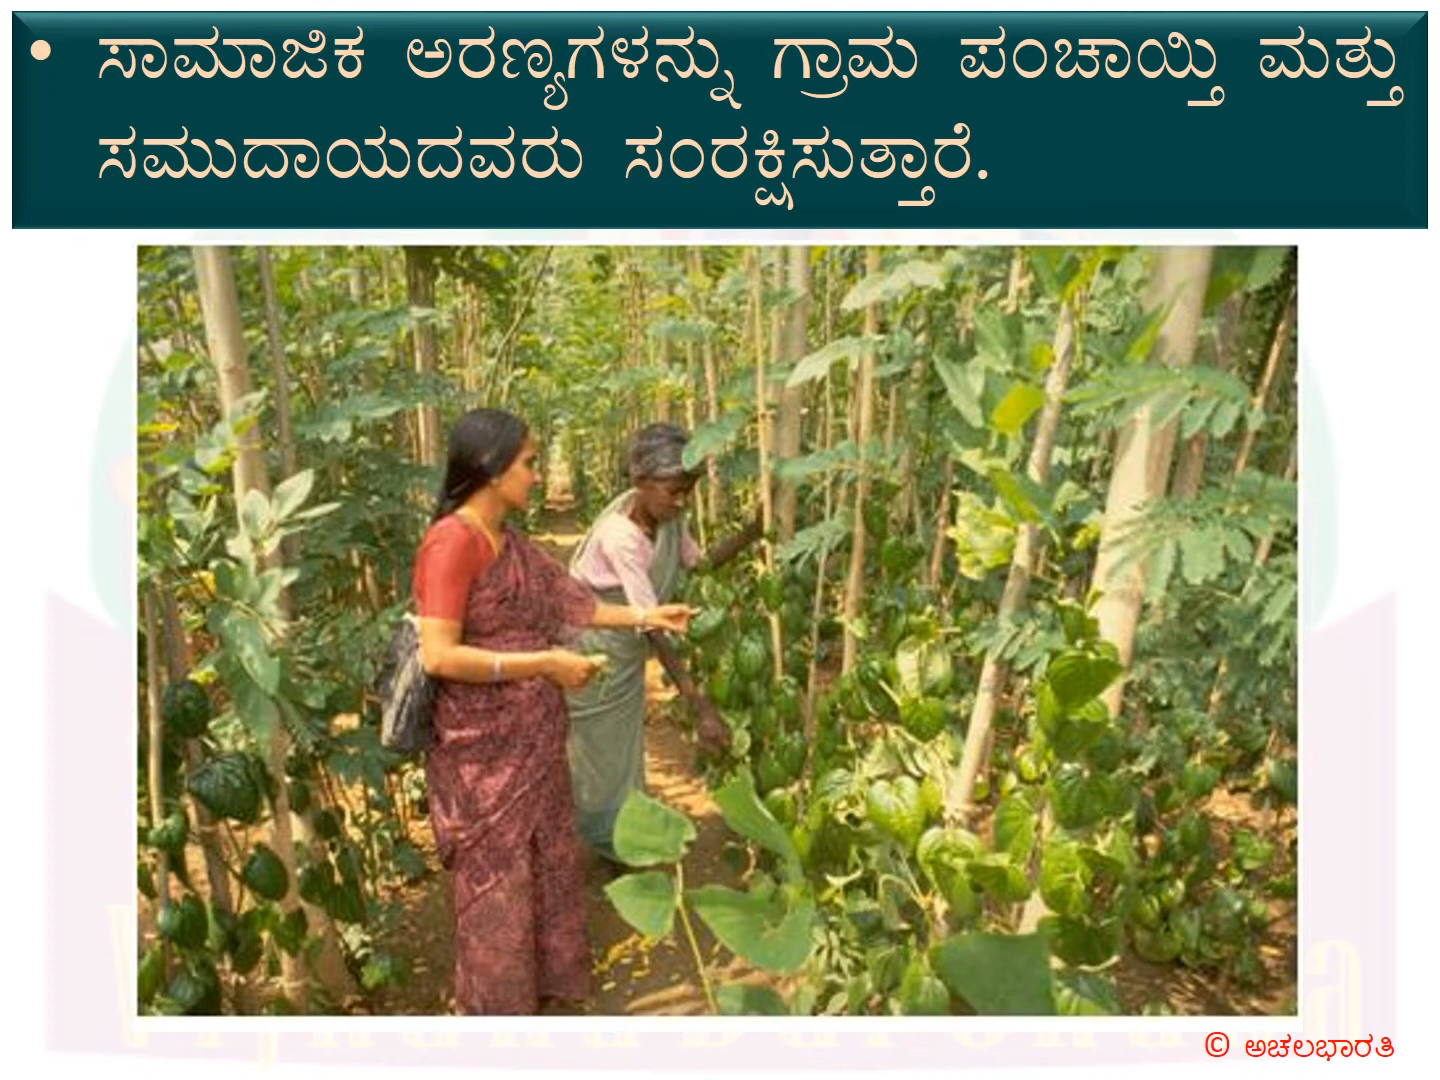 • ಸಾಮಾಜಿಕ ಅರಣ್ಯಗಳನ್ನು ಗ್ರಾಮ ಪಂಚಾಯ್ತಿ ಮತ್ತು
ಸಮುದಾಯದವರು ಸಂರಕ್ಷಿಸುತ್ತಾರೆ.
© ಅಚಲಭಾರತಿ